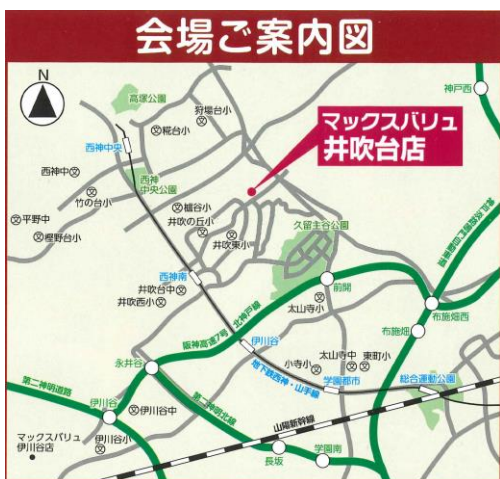 会場ご案内図
N
高塚公園
狩場台小
糀台小
神戸西
マックスバリュ
井吹台店
西神中央
西神中
西神
中央公園
竹の台小
平野中
樫野台小
櫨谷小
井吹の丘小
井吹東小
久留主谷公園
西神南
井吹台中
井吹西小
前開
太山寺小
布施畑西
布施畑
阪神高速7号 北神戸線
伊川谷
永井谷
地下鉄西神・山手線
小寺小
太山寺中
東町小
学園都市
総合運動公園
第二神明道路
伊川谷
伊川谷中
第二神明北線
山陽新幹線
マックスバリュ
伊川谷店
伊川谷小
長坂
学園南